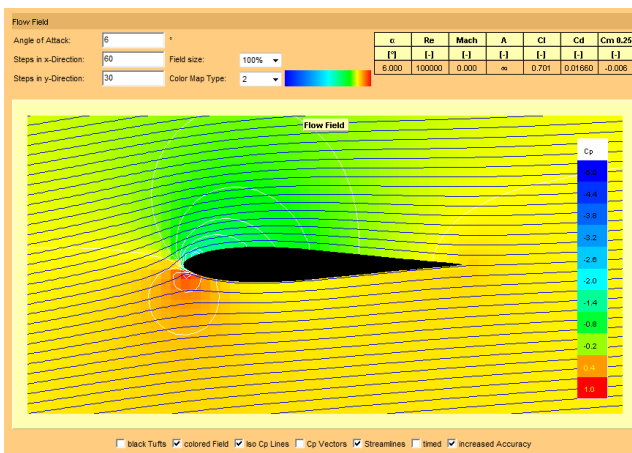 Flow Field
Angle of Attack: 6 °
Steps in x-Direction: 60 Field size: 100%
Steps in y-Direction: 30 Color Map Type: 2
α Re Mach Λ Cl Cd Cm 0.25
[°] [-] [-] [-] [-] [-] [-]
6.000 100000 0.000 ∞ 0.701 0.01660 -0.006
Flow Field
Cp
-4.4
-3.8
-3.2
-2.6
-2.0
-1.4
-0.8
-0.2
0.4
1.0
black Tufts colored Field Iso Cp Lines Cp Vectors Streamlines timed increased Accuracy